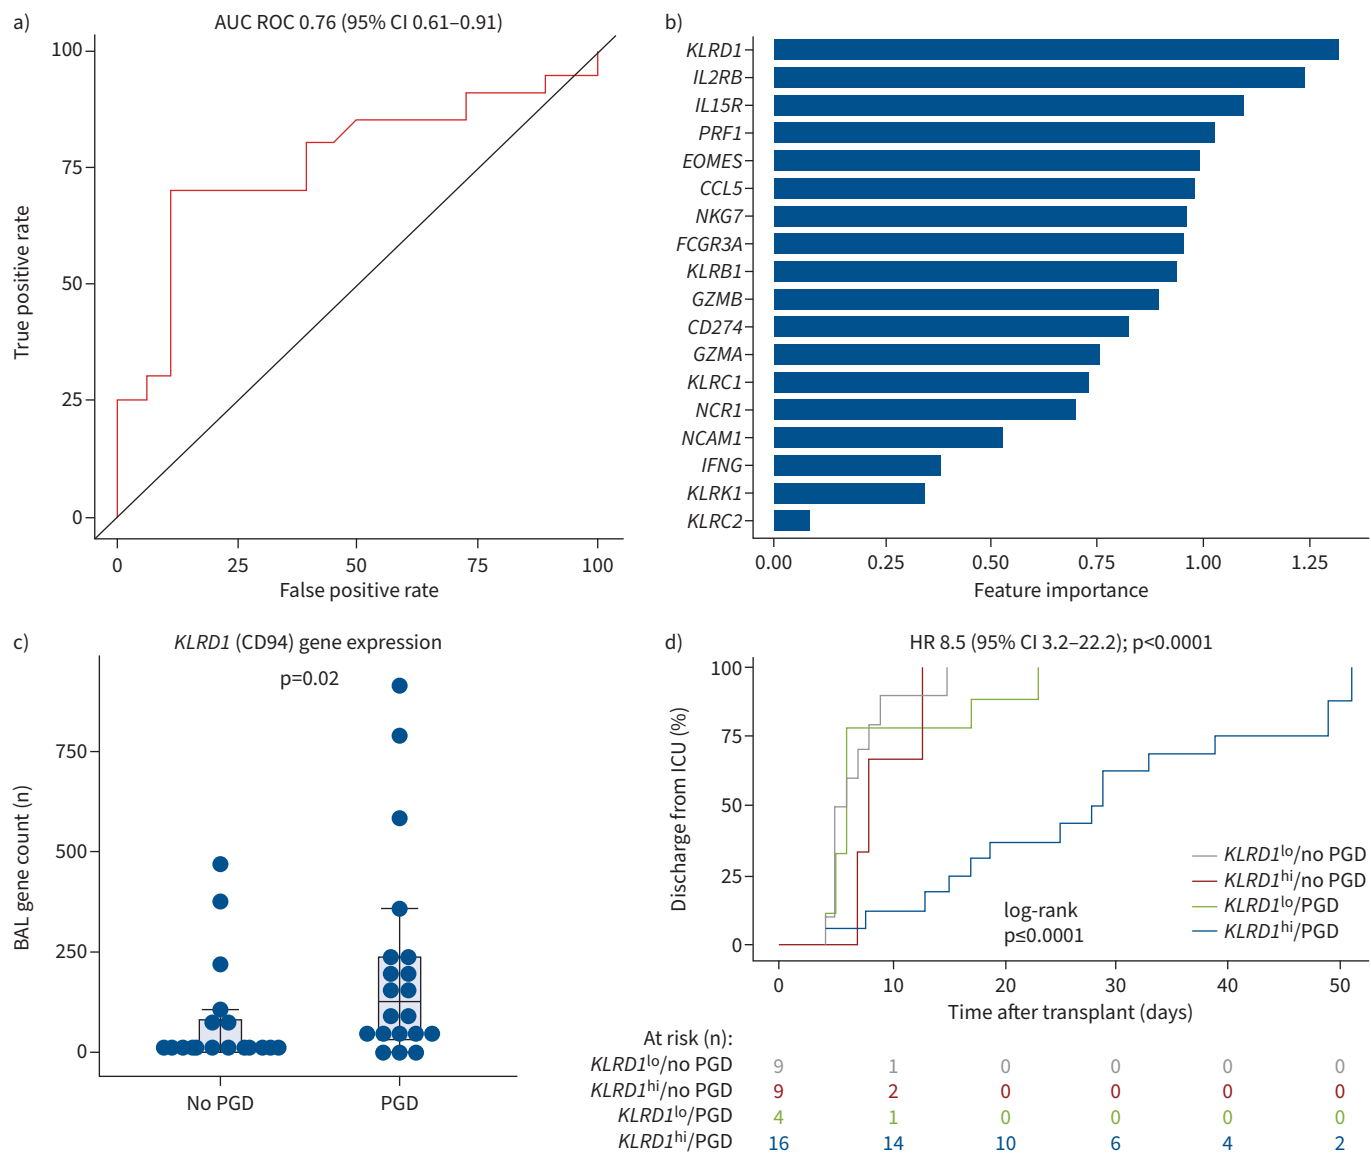 a)
AUC ROC 0.76 (95% CI 0.61–0.91)
True positive rate
100
75
50
25
0
0 25 50 75 100
False positive rate
b)
KLRD1
IL2RB
IL15R
PRF1
EOMES
CCL5
NKG7
FCGR3A
KLRB1
GZMB
CD274
GZMA
KLRC1
NCR1
NCAM1
IFNG
KLRK1
KLRC2
0.00 0.25 0.50 0.75 1.00 1.25
Feature importance
c)
KLRD1 (CD94) gene expression
p=0.02
BAL gene count (n)
750
500
250
0
No PGD PGD
d)
HR 8.5 (95% CI 3.2–22.2); p<0.0001
Discharge from ICU (%)
100
75
50
25
0
KLRD1lo/no PGD
KLRD1hi/no PGD
KLRD1lo/PGD
KLRD1hi/PGD
log-rank
p≤0.0001
0 10 20 30 40 50
Time after transplant (days)
At risk (n):
KLRD1lo/no PGD 9 1 0 0 0 0
KLRD1hi/no PGD 9 2 0 0 0 0
KLRD1lo/PGD 4 1 0 0 0 0
KLRD1hi/PGD 16 14 10 6 4 2